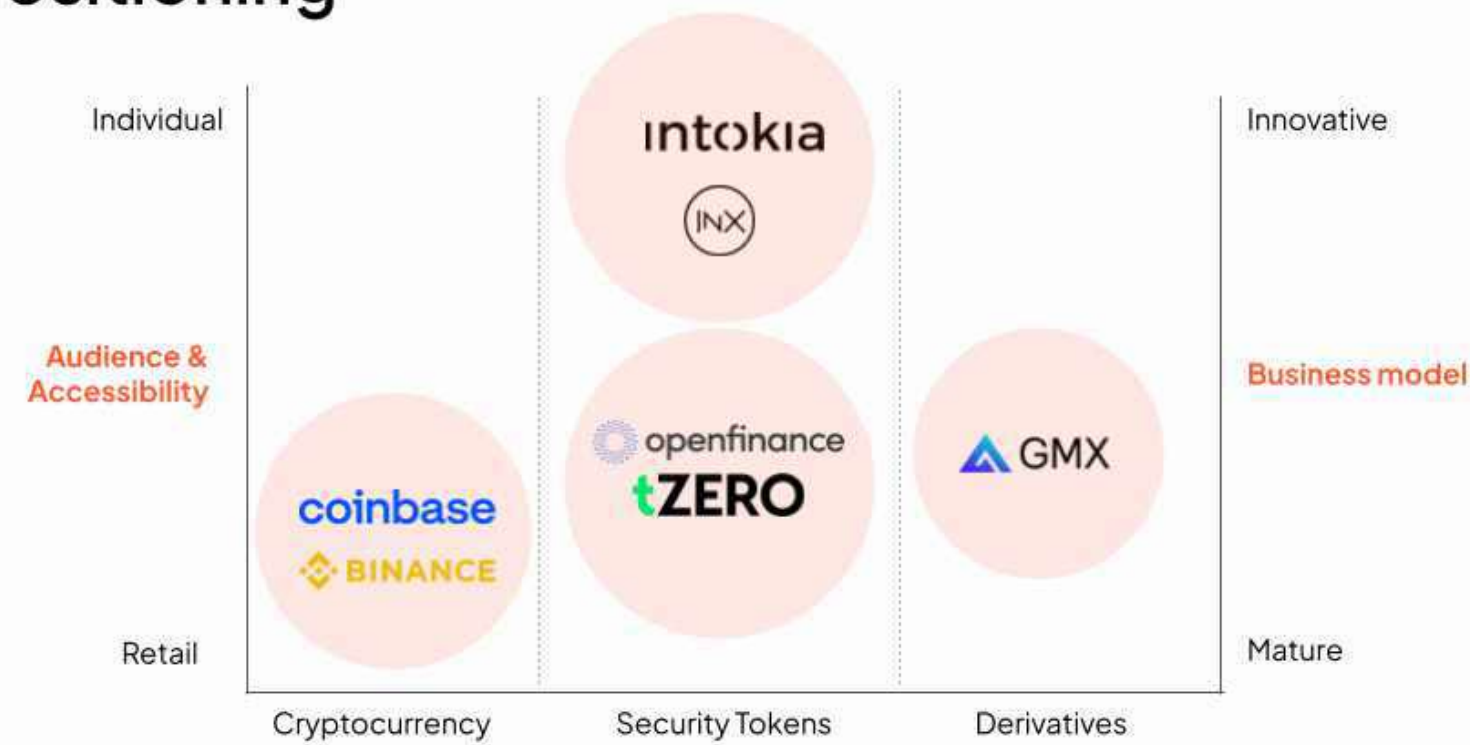 Individual
intokia
INX
Innovative
Audience &
Accessibility
Business model
openfinance
tZERO
GMX
coinbase
BINANCE
Retail
Mature
Cryptocurrency
Security Tokens
Derivatives